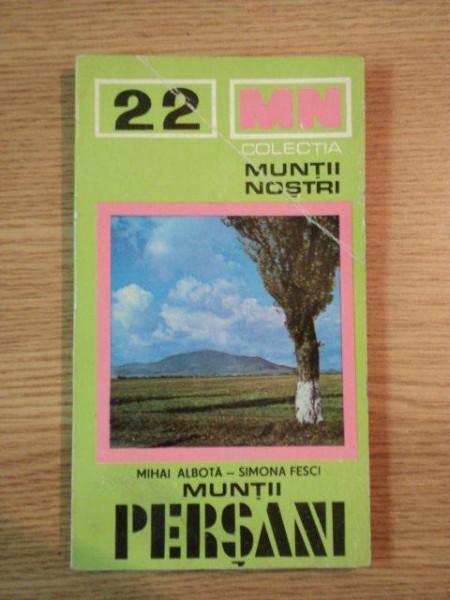 22 MN
COLECȚIA
MUNȚII
NOȘTRI
MIHAI ALBOTĂ – SIMONA FESCI
MUNȚII
PERȘANI